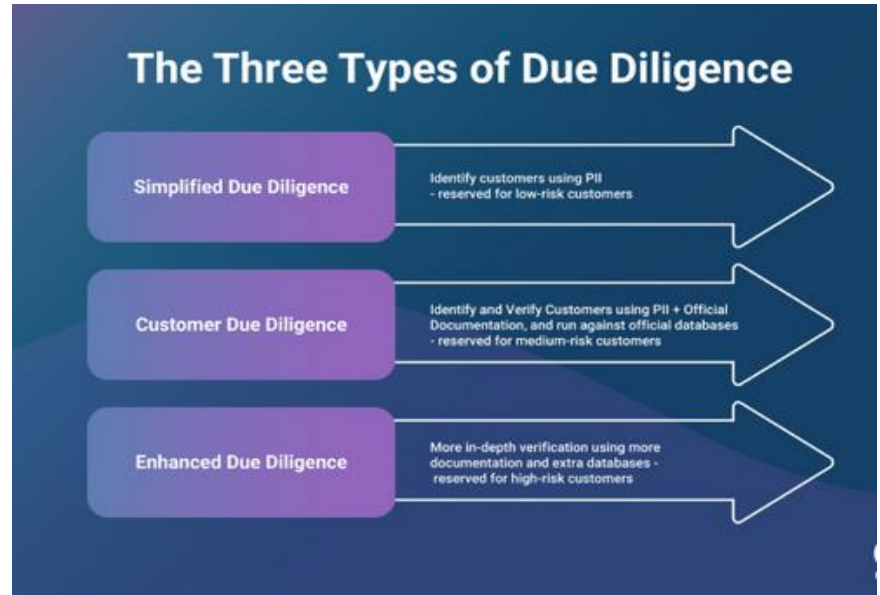 The Three Types of Due Diligence
Simplified Due Diligence
Identify customers using PII
- reserved for low-risk customers
Customer Due Diligence
Identify and Verify Customers using PII + Official
Documentation, and run against official databases
- reserved for medium-risk customers
Enhanced Due Diligence
More in-depth verification using more
documentation and extra databases -
reserved for high-risk customers